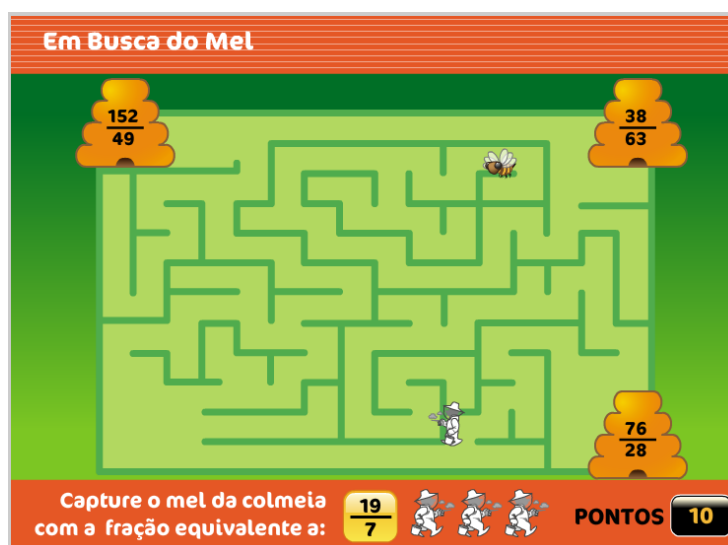 Em Busca do Mel
152
49
38
63
76
28
Capture o mel da colmeia
com a fração equivalente a:
19
7
PONTOS 10